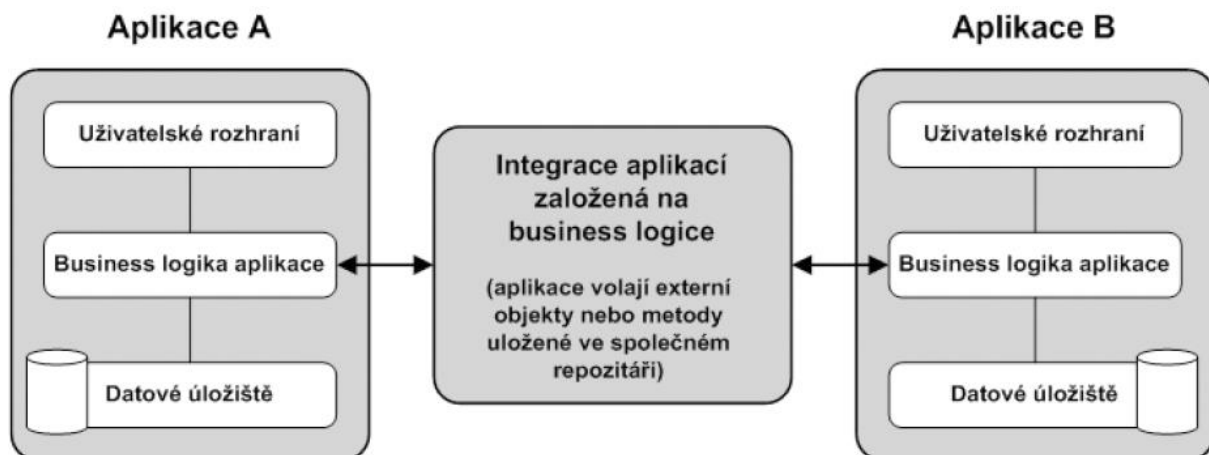 Aplikace A
Aplikace B
Uživatelské rozhraní
Business logika aplikace
Datové úložiště
Integrace aplikací
založená na
business logice
(aplikace volají externí
objekty nebo metody
uložené ve společném
repozitáři)
Uživatelské rozhraní
Business logika aplikace
Datové úložiště